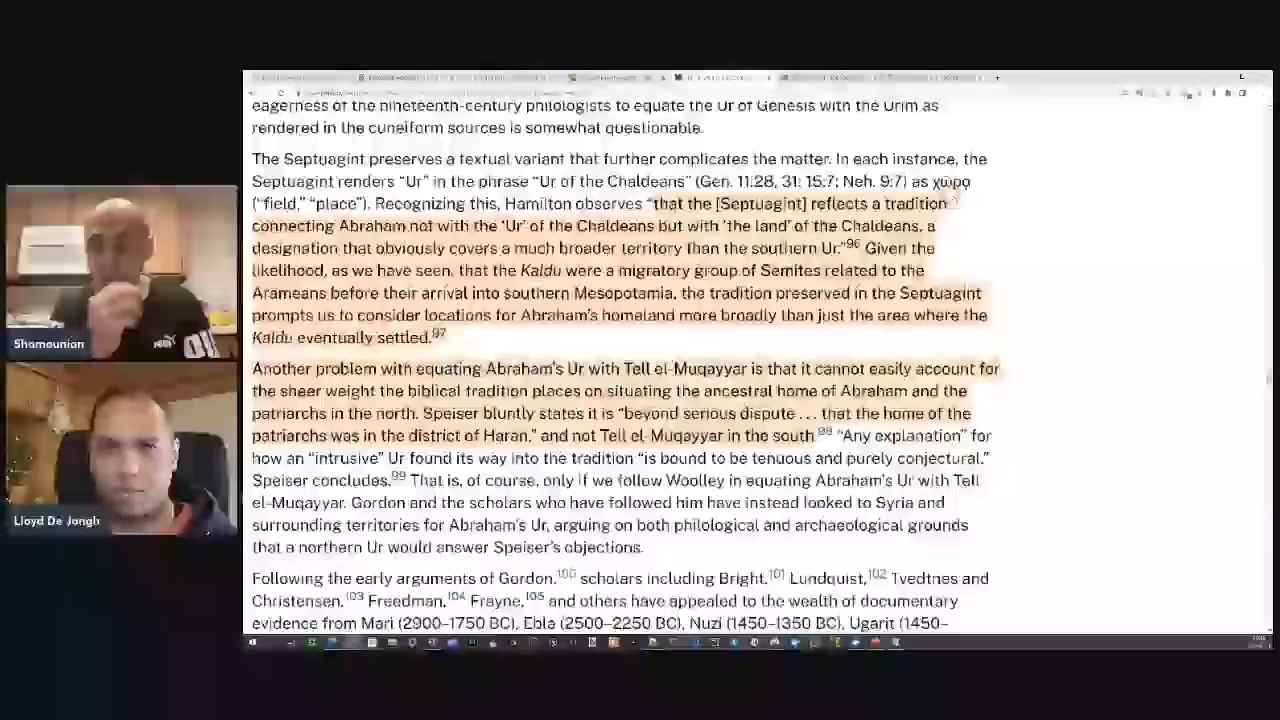 eagerness of the nineteenth-century philologists to equate the Ur of Genesis with the Urim as
rendered in the cuneiform sources is somewhat questionable.
The Septuagint preserves a textual variant that further complicates the matter. In each instance, the
Septuagint renders “Ur” in the phrase “Ur of the Chaldeans” (Gen. 11:28, 31; 15:7; Neh. 9:7) as χωρᾳ
(“field,” “place”). Recognizing this, Hamilton observes “that the [Septuagint] reflects a tradition
connecting Abraham not with the ‘Ur’ of the Chaldeans but with ‘the land’ of the Chaldeans, a
designation that obviously covers a much broader territory than the southern Ur.”96 Given the
likelihood, as we have seen, that the Kaldu were a migratory group of Semites related to the
Arameans before their arrival into southern Mesopotamia, the tradition preserved in the Septuagint
prompts us to consider locations for Abraham’s homeland more broadly than just the area where the
Kaldu eventually settled.97
Another problem with equating Abraham’s Ur with Tell el-Muqayyar is that it cannot easily account for
the sheer weight the biblical tradition places on situating the ancestral home of Abraham and the
patriarchs in the north. Speiser bluntly states it is “beyond serious dispute . . . that the home of the
patriarchs was in the district of Haran,” and not Tell el-Muqayyar in the south.98 “Any explanation” for
how an “intrusive” Ur found its way into the tradition “is bound to be tenuous and purely conjectural,”
Speiser concludes.99 That is, of course, only if we follow Woolley in equating Abraham’s Ur with Tell
el-Muqayyar. Gordon and the scholars who have followed him have instead looked to Syria and
surrounding territories for Abraham’s Ur, arguing on both philological and archaeological grounds
that a northern Ur would answer Speiser’s objections.
Following the early arguments of Gordon,100 scholars including Bright,101 Lundquist,102 Tvedtnes and
Christensen,103 Freedman,104 Frayne,105 and others have appealed to the wealth of documentary
evidence from Mari (2900–1750 BC), Ebla (2500–2250 BC), Nuzi (1450–1350 BC), Ugarit (1450–
Shamounian
Lloyd De Jongh